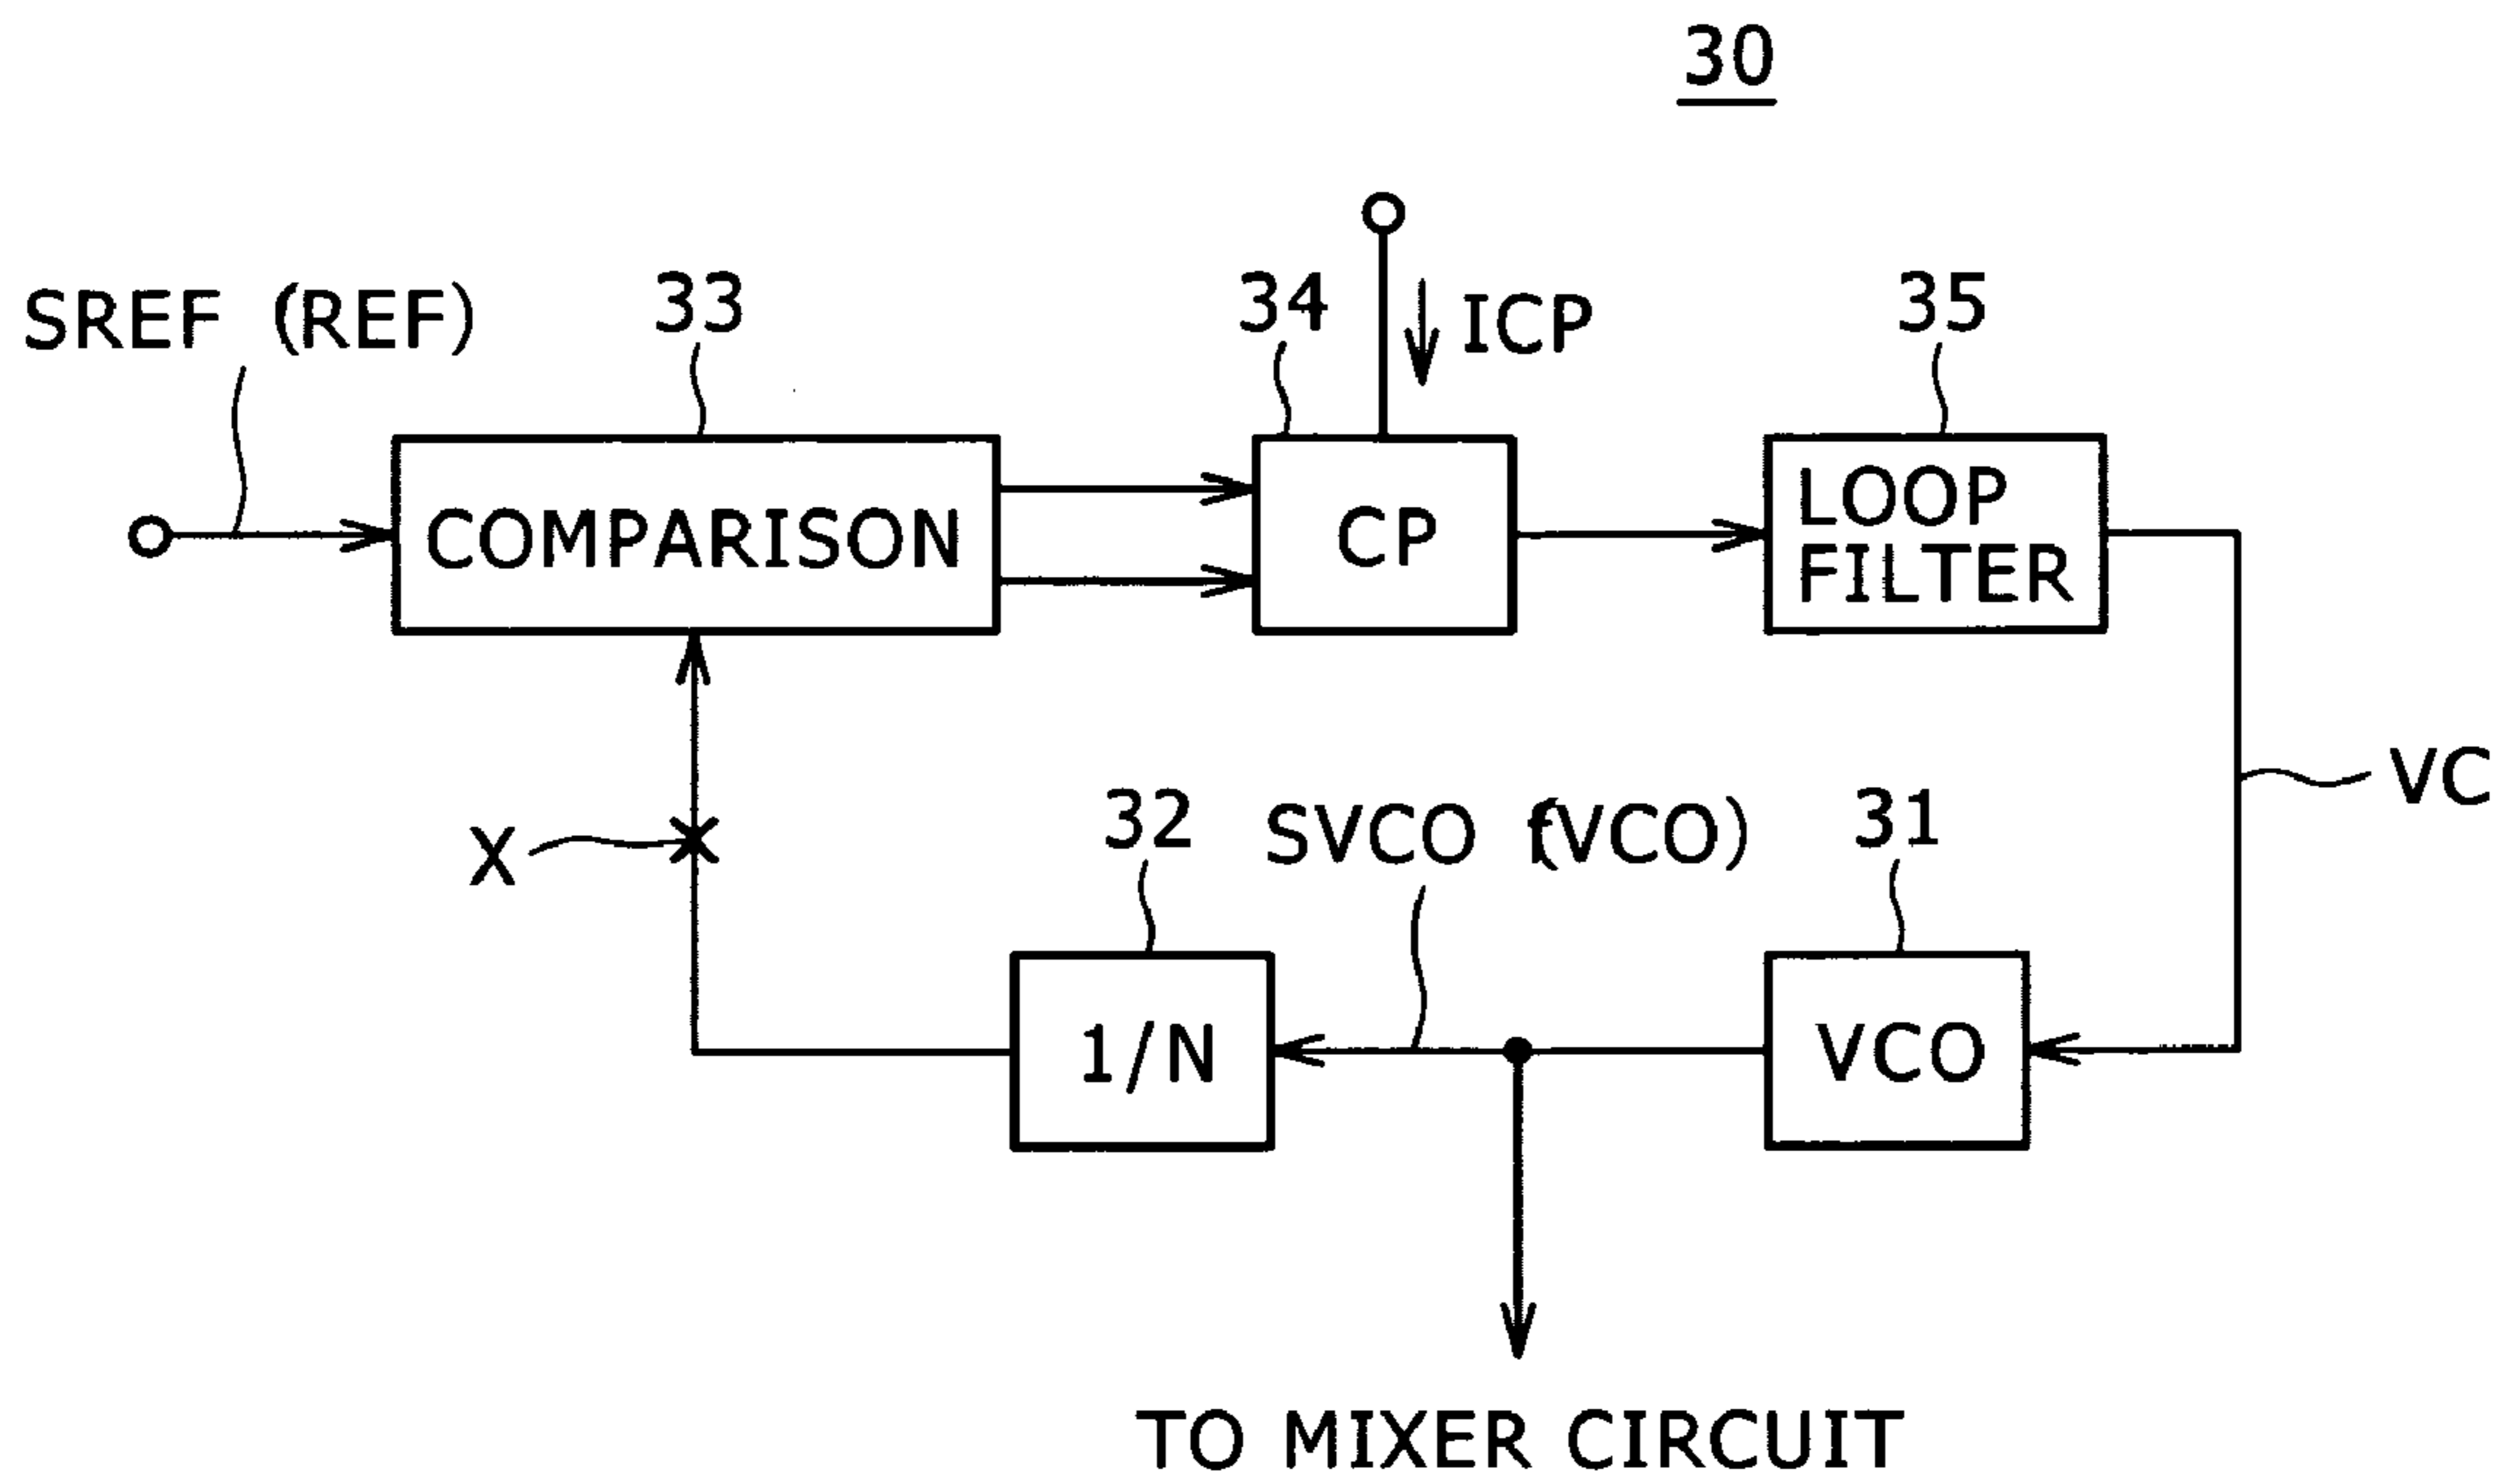 30
SREF (REF)
33
34
ICP
35
COMPARISON
CP
LOOP
FILTER
VC
X
32
SVCO (fVCO)
31
1/N
VCO
TO MIXER CIRCUIT